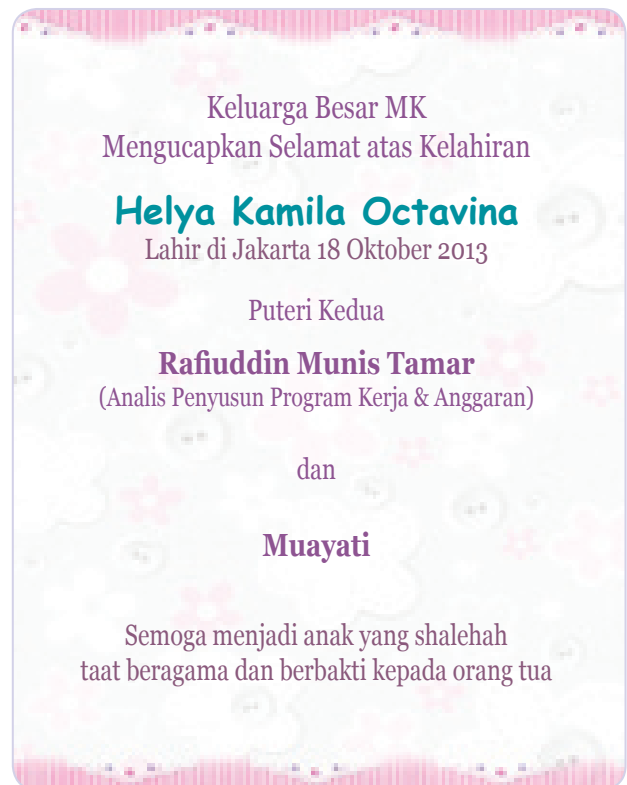 Keluarga Besar MK
Mengucapkan Selamat atas Kelahiran
Helya Kamila Octavina
Lahir di Jakarta 18 Oktober 2013
Puteri Kedua
Rafiuddin Munis Tamar
(Analis Penyusun Program Kerja & Anggaran)
dan
Muayati
Semoga menjadi anak yang shalehah
taat beragama dan berbakti kepada orang tua